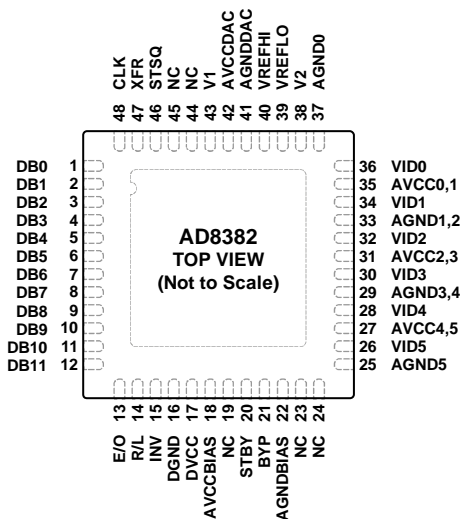 48 CLK
47 XFR
46 STSQ
45 NC
44 NC
43 V1
42 AVCCDAC
41 AGNDDAC
40 VREFHI
39 VREFLO
38 V2
37 AGND0
DB0 1
DB1 2
DB2 3
DB3 4
DB4 5
DB5 6
DB6 7
DB7 8
DB8 9
DB9 10
DB10 11
DB11 12
AD8382
TOP VIEW
(Not to Scale)
36 VID0
35 AVCC0,1
34 VID1
33 AGND1,2
32 VID2
31 AVCC2,3
30 VID3
29 AGND3,4
28 VID4
27 AVCC4,5
26 VID5
25 AGND5
E/O 13
R/L 14
INV 15
DGND 16
DVCC 17
AVCCBIAS 18
NC 19
STBY 20
BYP 21
AGNDBIAS 22
NC 23
NC 24